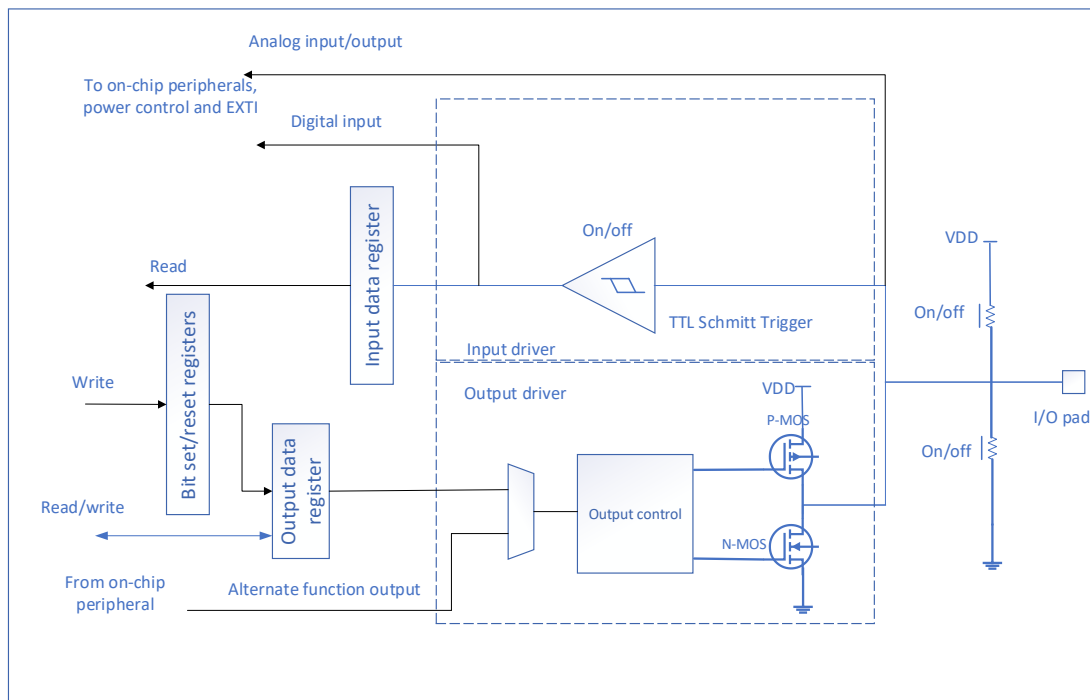 Analog input/output
To on-chip peripherals,
power control and EXTI
Digital input
On/off
VDD
Input data register
Read
On/off
TTL Schmitt Trigger
Bit set/reset registers
Input driver
Write
Output driver
VDD
P-MOS
I/O pad
Output data
register
On/off
Read/write
Output control
N-MOS
From on-chip
peripheral
Alternate function output